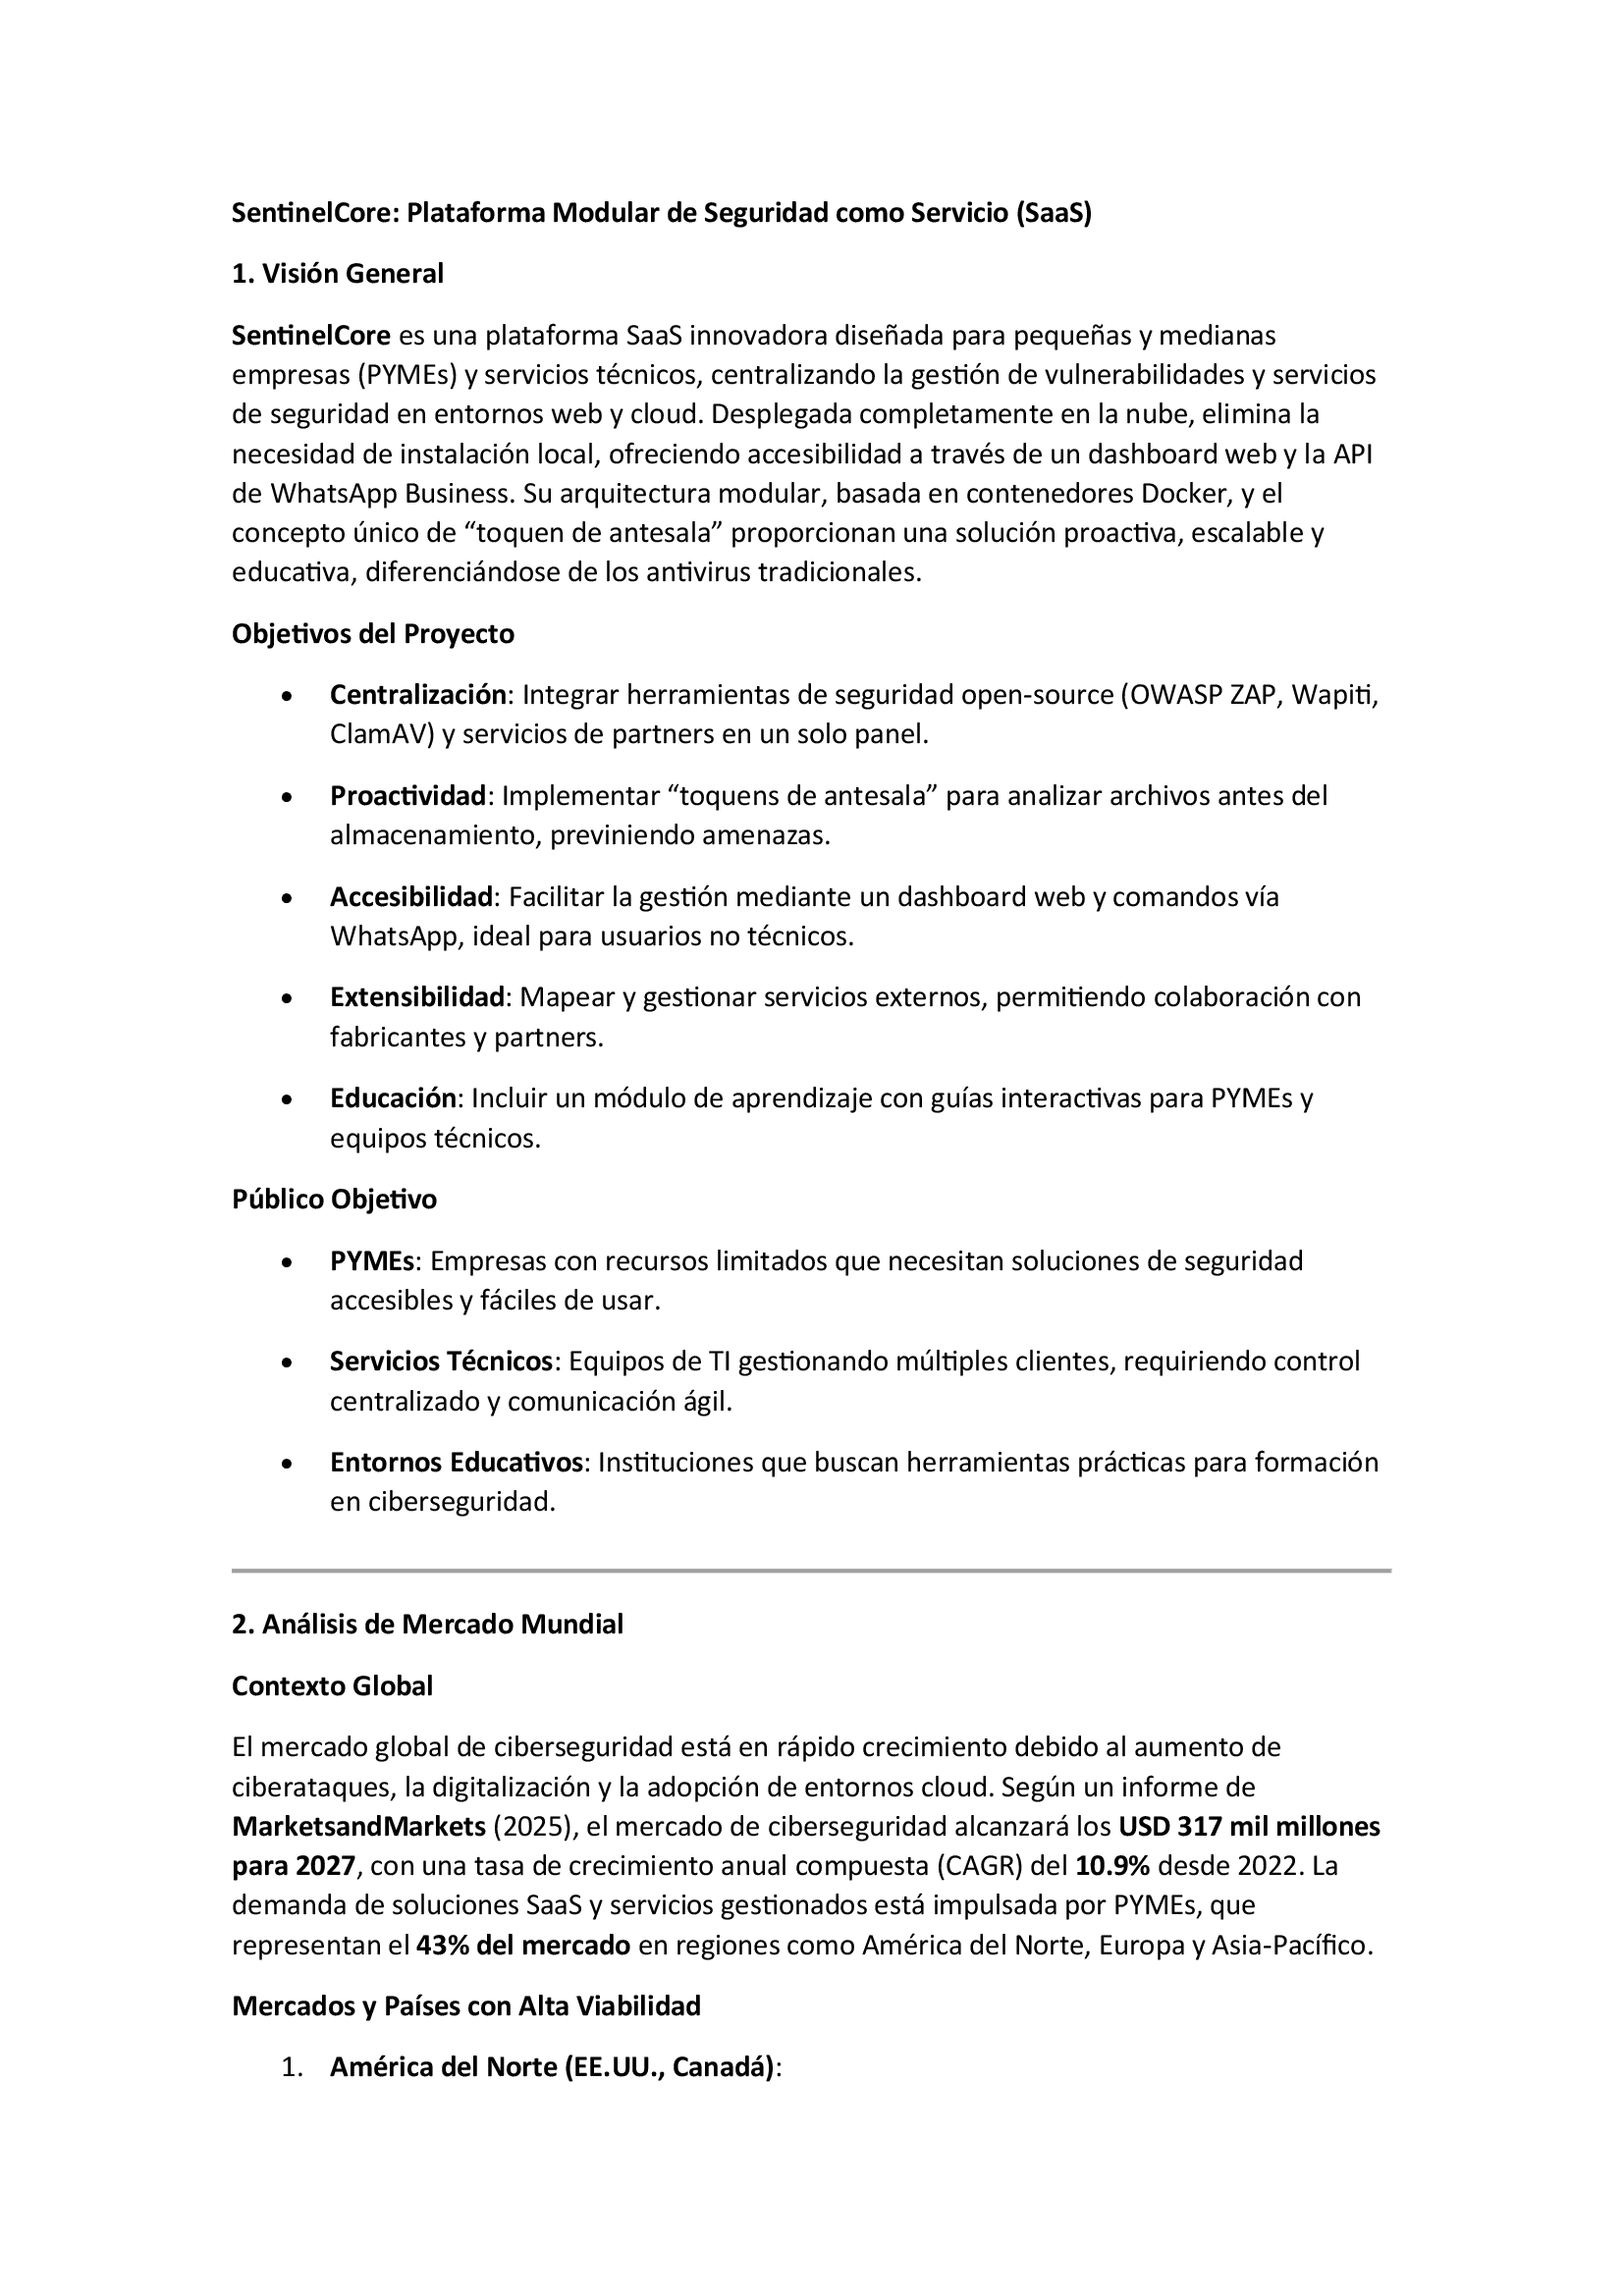 SentinelCore: Plataforma Modular de Seguridad como Servicio (SaaS)
1. Visión General
SentinelCore es una plataforma SaaS innovadora diseñada para pequeñas y medianas
empresas (PYMEs) y servicios técnicos, centralizando la gestión de vulnerabilidades y servicios
de seguridad en entornos web y cloud. Desplegada completamente en la nube, elimina la
necesidad de instalación local, ofreciendo accesibilidad a través de un dashboard web y la API
de WhatsApp Business. Su arquitectura modular, basada en contenedores Docker, y el
concepto único de “toquen de antesala” proporcionan una solución proactiva, escalable y
educativa, diferenciándose de los antivirus tradicionales.
Objetivos del Proyecto
• Centralización: Integrar herramientas de seguridad open-source (OWASP ZAP, Wapiti,
ClamAV) y servicios de partners en un solo panel.
• Proactividad: Implementar “toquens de antesala” para analizar archivos antes del
almacenamiento, previniendo amenazas.
• Accesibilidad: Facilitar la gestión mediante un dashboard web y comandos vía
WhatsApp, ideal para usuarios no técnicos.
• Extensibilidad: Mapear y gestionar servicios externos, permitiendo colaboración con
fabricantes y partners.
• Educación: Incluir un módulo de aprendizaje con guías interactivas para PYMEs y
equipos técnicos.
Público Objetivo
• PYMEs: Empresas con recursos limitados que necesitan soluciones de seguridad
accesibles y fáciles de usar.
• Servicios Técnicos: Equipos de TI gestionando múltiples clientes, requiriendo control
centralizado y comunicación ágil.
• Entornos Educativos: Instituciones que buscan herramientas prácticas para formación
en ciberseguridad.
2. Análisis de Mercado Mundial
Contexto Global
El mercado global de ciberseguridad está en rápido crecimiento debido al aumento de
ciberataques, la digitalización y la adopción de entornos cloud. Según un informe de
MarketsandMarkets (2025), el mercado de ciberseguridad alcanzará los USD 317 mil millones
para 2027, con una tasa de crecimiento anual compuesta (CAGR) del 10.9% desde 2022. La
demanda de soluciones SaaS y servicios gestionados está impulsada por PYMEs, que
representan el 43% del mercado en regiones como América del Norte, Europa y Asia-Pacífico.
Mercados y Países con Alta Viabilidad
1. América del Norte (EE.UU., Canadá):